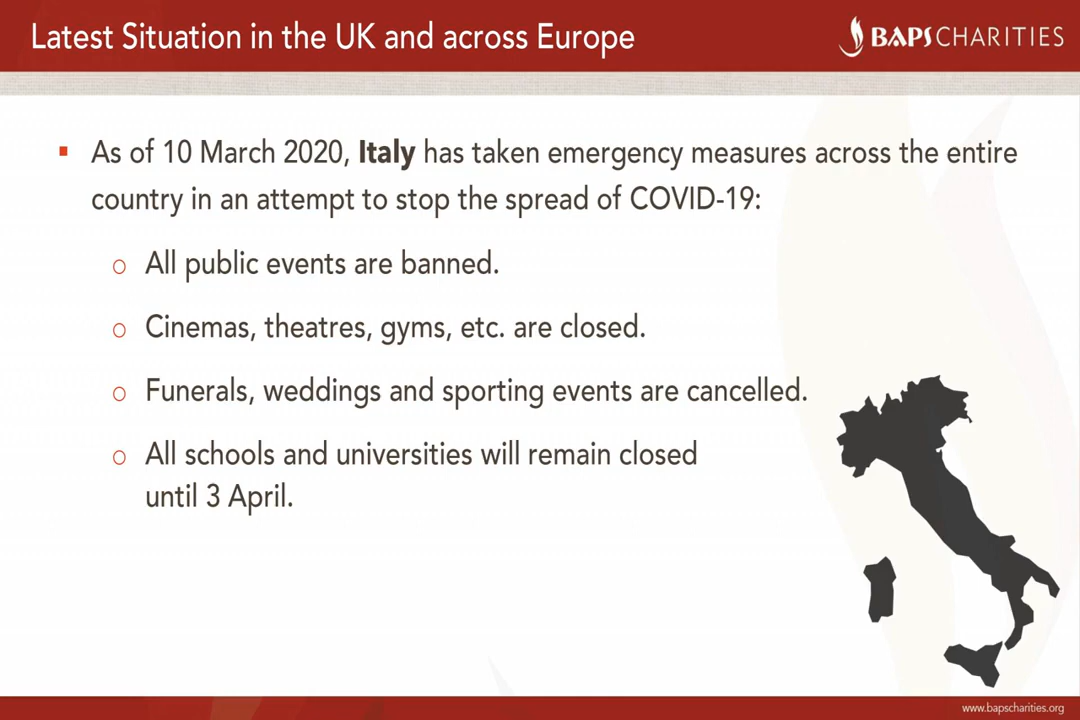 Latest Situation in the UK and across Europe
BAPS CHARITIES
▪ As of 10 March 2020, Italy has taken emergency measures across the entire
country in an attempt to stop the spread of COVID-19:
o All public events are banned.
o Cinemas, theatres, gyms, etc. are closed.
o Funerals, weddings and sporting events are cancelled.
o All schools and universities will remain closed
until 3 April.
www.bapscharities.org